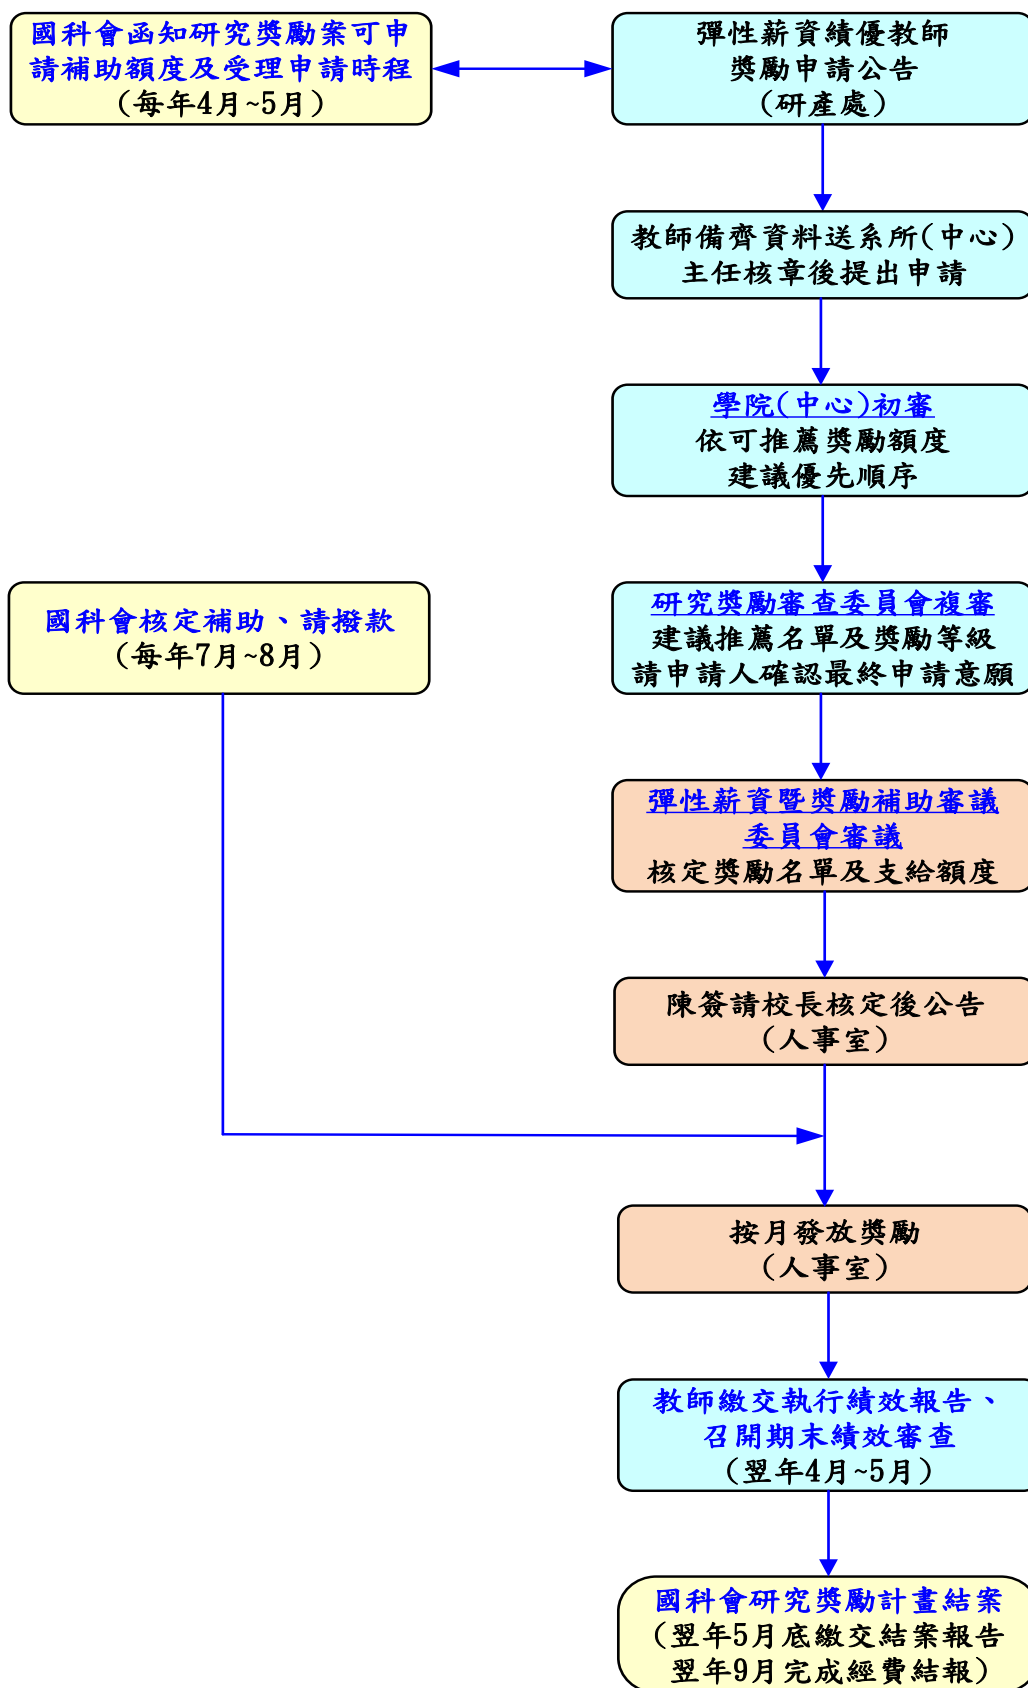 國科會函知研究獎勵案可申
請補助額度及受理申請時程
(每年4月~5月)
彈性薪資績優教師
獎勵申請公告
(研產處)
教師備齊資料送系所(中心)
主任核章後提出申請
學院(中心)初審
依可推薦獎勵額度
建議優先順序
國科會核定補助、請撥款
(每年7月~8月)
研究獎勵審查委員會複審
建議推薦名單及獎勵等級
請申請人確認最終申請意願
彈性薪資暨獎勵補助審議
委員會審議
核定獎勵名單及支給額度
陳簽請校長核定後公告
(人事室)
按月發放獎勵
(人事室)
教師繳交執行績效報告、
召開期末績效審查
(翌年4月~5月)
國科會研究獎勵計畫結案
(翌年5月底繳交結案報告
翌年9月完成經費結報)